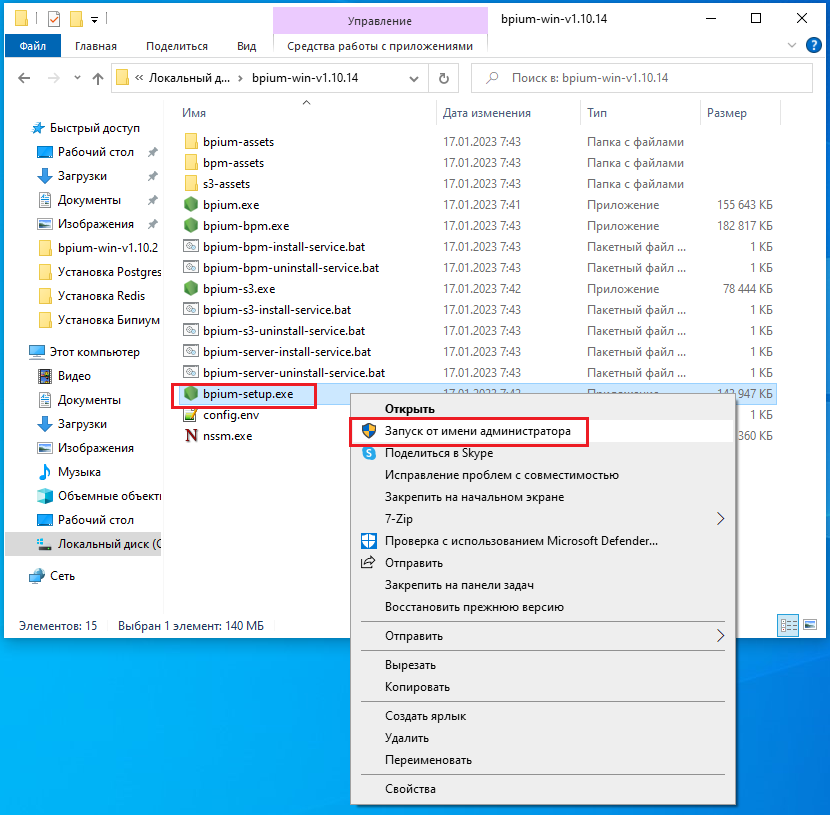 Управление
bpium-win-v1.10.14
Файл Главная Поделиться Вид Средства работы с приложениями ?
« Локальный д... › bpium-win-v1.10.14
Поиск в: bpium-win-v1.10.14
Имя Дата изменения Тип Размер
Быстрый доступ
Рабочий стол
Загрузки
Документы
Изображения
bpium-win-v1.10.2
Установка Postgres
Установка Redis
Установка Бипиум
Этот компьютер
Видео
Документы
Загрузки
Изображения
Музыка
Объемные объект
Рабочий стол
Локальный диск (С
Сеть
bpium-assets 17.01.2023 7:43 Папка с файлами
bpm-assets 17.01.2023 7:43 Папка с файлами
s3-assets 17.01.2023 7:43 Папка с файлами
bpium.exe 17.01.2023 7:41 Приложение 155 643 КБ
bpium-bpm.exe 17.01.2023 7:43 Приложение 182 817 КБ
bpium-bpm-install-service.bat 17.01.2023 7:43 Пакетный файл ... 1 КБ
bpium-bpm-uninstall-service.bat 17.01.2023 7:43 Пакетный файл ... 1 КБ
bpium-s3.exe 17.01.2023 7:42 Приложение 78 444 КБ
bpium-s3-install-service.bat 17.01.2023 7:43 Пакетный файл ... 1 КБ
bpium-s3-uninstall-service.bat 17.01.2023 7:43 Пакетный файл ... 1 КБ
bpium-server-install-service.bat 17.01.2023 7:43 Пакетный файл ... 1 КБ
bpium-server-uninstall-service.bat 17.01.2023 7:43 Пакетный файл ... 1 КБ
bpium-setup.exe 17.01.2023 7:43 Приложение 142 947 КБ
config.env 1 КБ
nssm.exe 360 КБ
Открыть
Запуск от имени администратора
Поделиться в Skype
Исправление проблем с совместимостью
Закрепить на начальном экране
7-Zip
Проверка с использованием Microsoft Defender...
Отправить
Закрепить на панели задач
Восстановить прежнюю версию
Отправить
Вырезать
Копировать
Создать ярлык
Удалить
Переименовать
Свойства
Элементов: 15 Выбран 1 элемент: 140 МБ